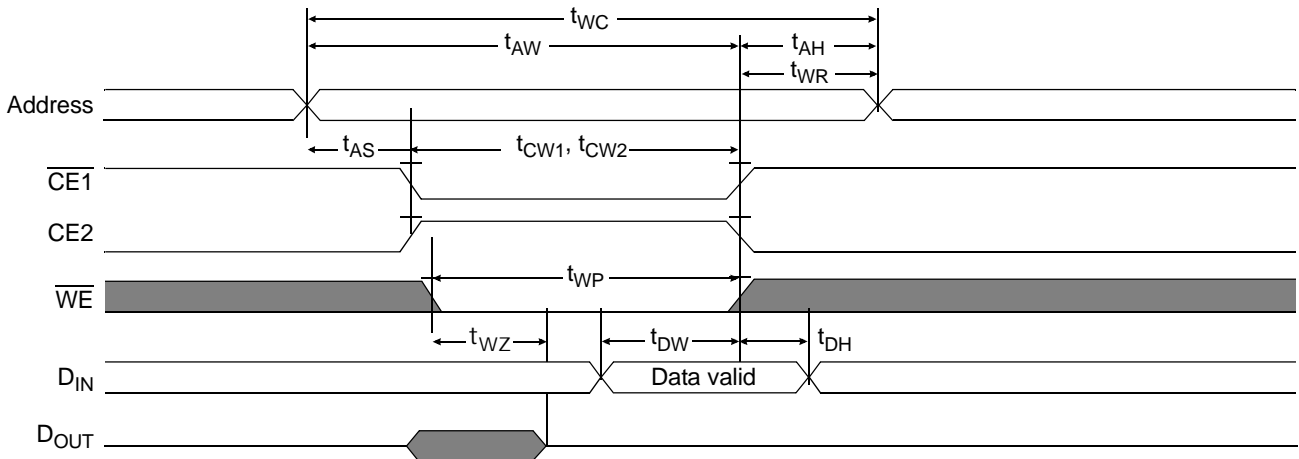 tWC
tAW
tAH
tWR
Address
tAS
tCW1, tCW2
CE1
CE2
tWP
WE
tWZ
tDW
tDH
DIN
Data valid
DOUT